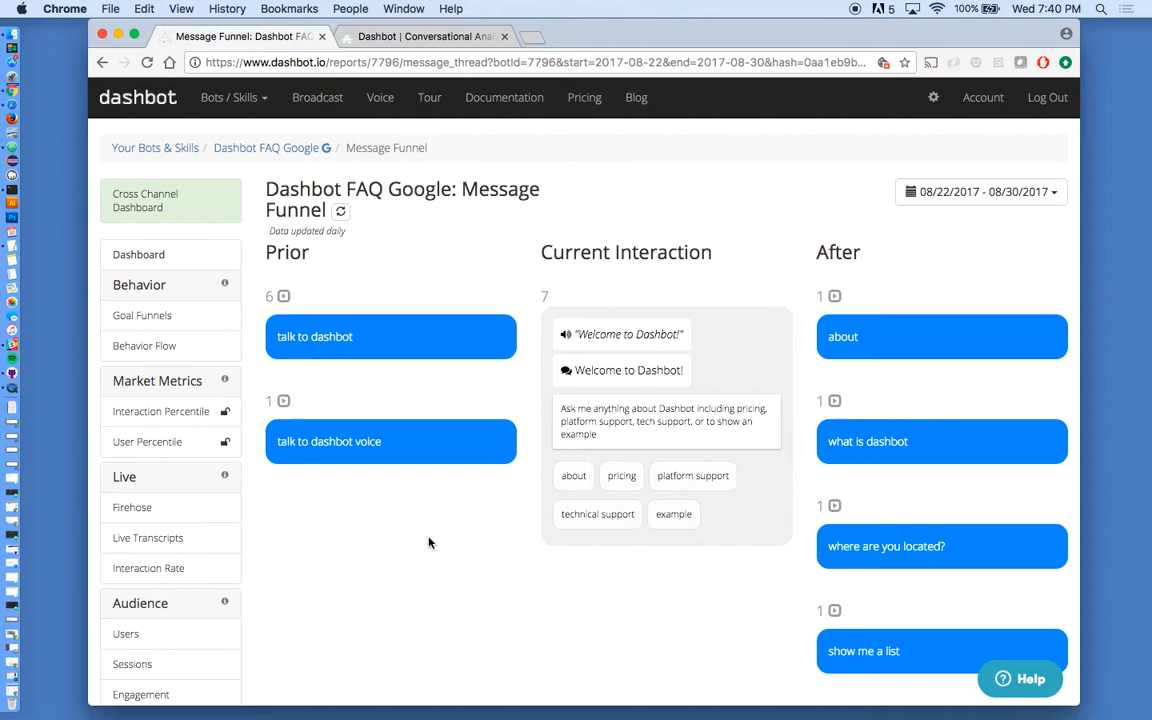 Chrome File Edit View History Bookmarks People Window Help 5 100% Wed 7:40 PM
Message Funnel: Dashbot FAQ Dashbot | Conversational Anal
https://www.dashbot.io/reports/7796/message_thread?botId=7796&start=2017-08-22&end=2017-08-30&hash=0aa1eb9b...
dashbot Bots / Skills Broadcast Voice Tour Documentation Pricing Blog Account Log Out
Your Bots & Skills / Dashbot FAQ Google G / Message Funnel
Cross Channel
Dashboard
Dashboard
Behavior
Goal Funnels
Behavior Flow
Market Metrics
Interaction Percentile
User Percentile
Live
Firehose
Live Transcripts
Interaction Rate
Audience
Users
Sessions
Engagement
Dashbot FAQ Google: Message
Funnel
Data updated daily
08/22/2017 - 08/30/2017
Prior
6
talk to dashbot
1
talk to dashbot voice
Current Interaction
7
"Welcome to Dashbot!"
Welcome to Dashbot!
Ask me anything about Dashbot including pricing,
platform support, tech support, or to show an
example
about pricing platform support
technical support example
After
1
about
1
what is dashbot
1
where are you located?
1
show me a list
Help